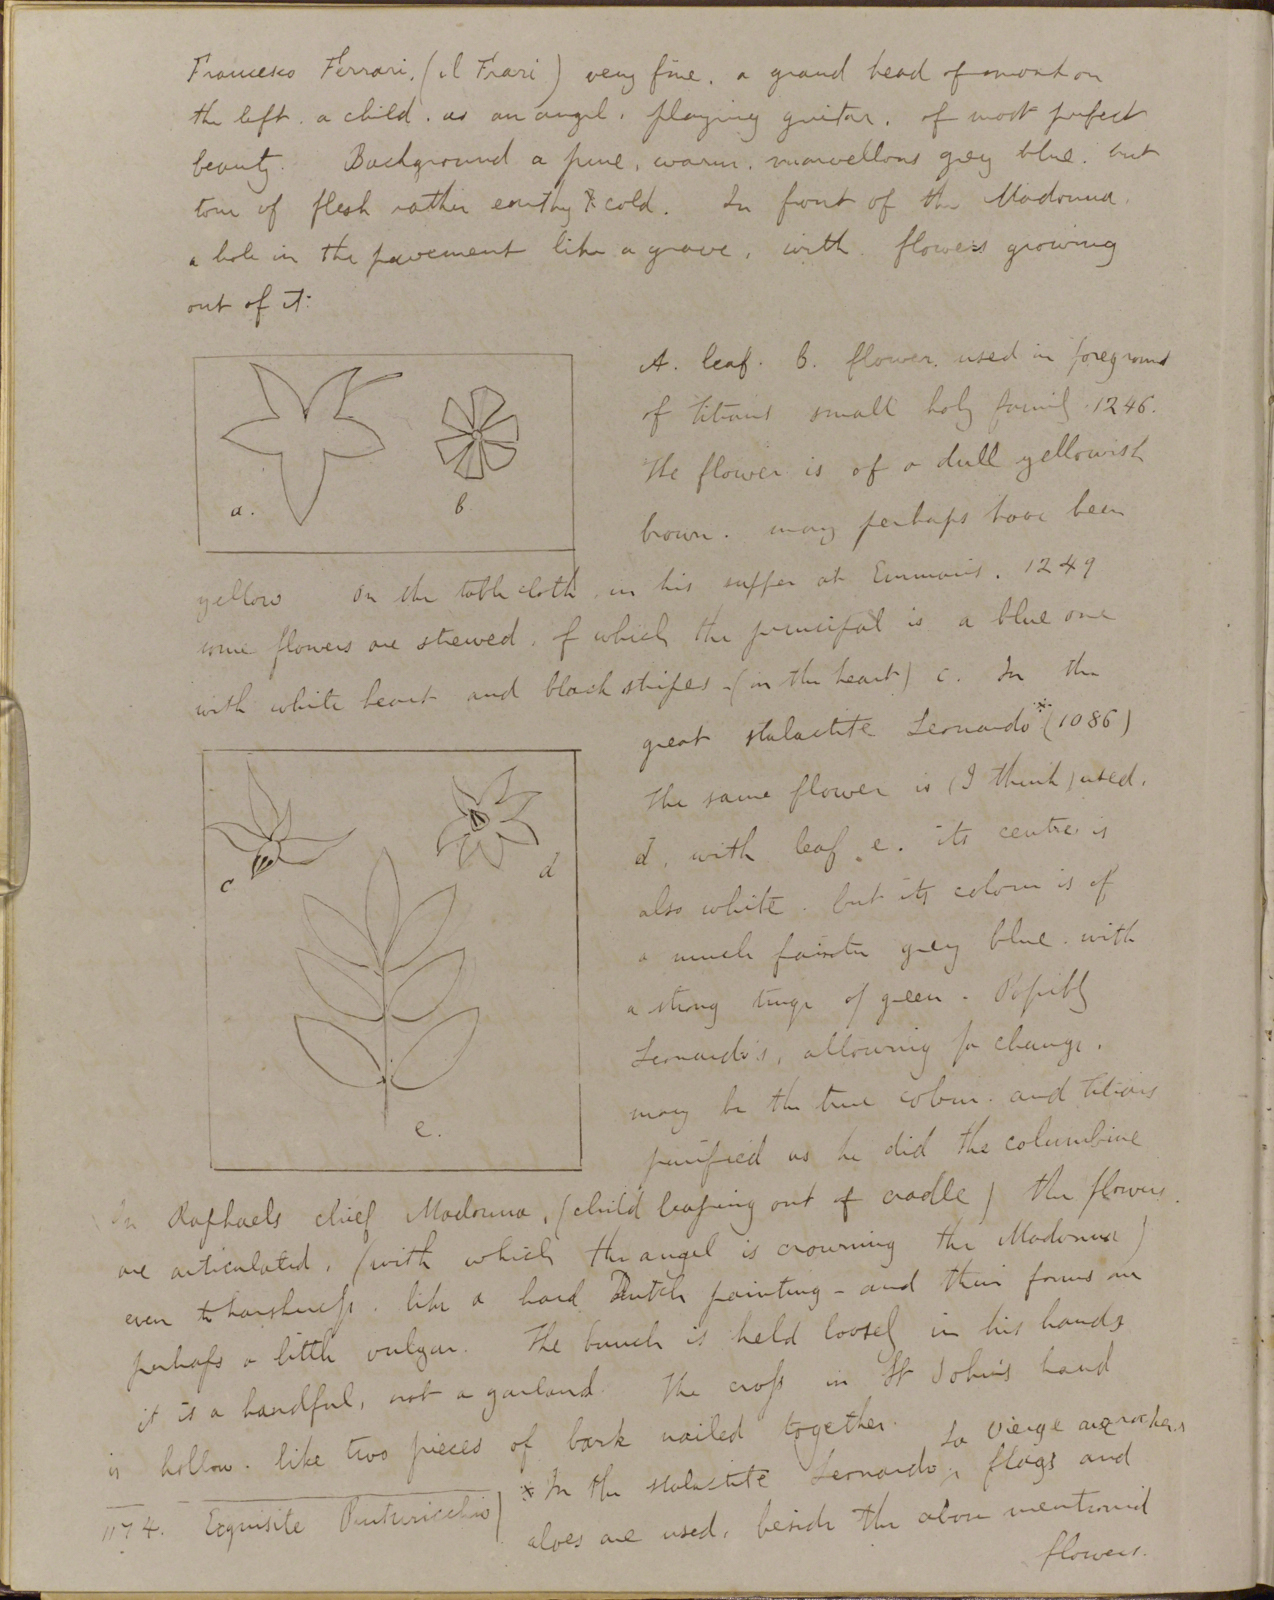 Francesco Ferrari, (il Frari) very fine. a grand head of monk on
the left. a child. as an angel. playing guitar. of most perfect
beauty. Background a pure, warm, marvellous grey blue. but
tone of flesh rather earthy & cold. In front of the Madonna.
a hole in the pavement like a grave, with flowers growing
out of it.
A. leaf. B. flower. used in foreground
of Titians small holy family. 1246.
The flower is of a dull yellowish
brown. may perhaps have been
a.
b
yellow On the table cloth. in his supper at Emmaus. 1249
some flowers are strewed. of which the principal is a blue one
with white heart and black stripes - (in the heart) c. In the
great stalactite Leonardo * (1086)
the same flower is (I think) used.
d. with leaf e. its centre is
also white. but its colour is of
a much fainter grey blue. with
a strong tinge of green. Possibly
Leonardo's, allowing for change.
may be the true colour. and Titians
purified as he did the columbine
c
d
e.
In Raphaels chief Madonna, (child leaping out of cradle) the flowers.
are articulated, (with which the angel is crowning the Madonna)
even to harshness. like a hard Dutch painting - and their forms are
perhaps a little vulgar. The bunch is held loosely in his hands
it is a handful, not a garland. The cross in St John's hand
is hollow. like two pieces of bark nailed together. La Vierge aux rochers
* In the stalactite Leonardo, flags and
aloes are used, beside the above mentioned
flowers.
1174. Exquisite Pinturicchio